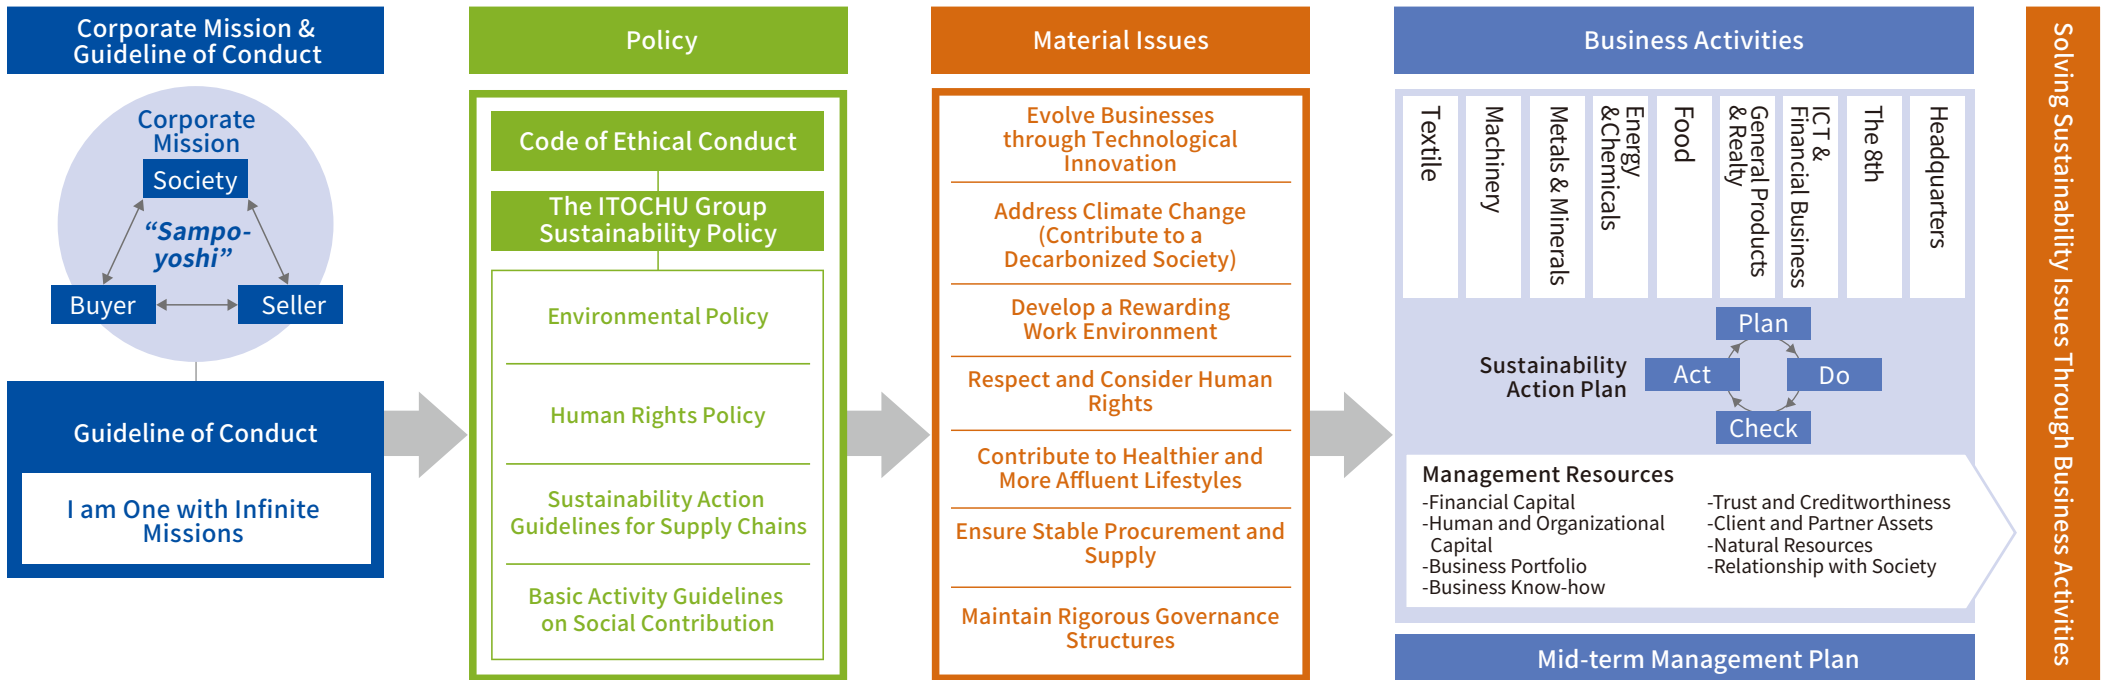 Corporate Mission &
Guideline of Conduct
Corporate
Mission
Society
“Sampo-
yoshi”
Buyer
Seller
Guideline of Conduct
I am One with Infinite
Missions
Policy
Code of Ethical Conduct
The ITOCHU Group
Sustainability Policy
Environmental Policy
Human Rights Policy
Sustainability Action
Guidelines for Supply Chains
Basic Activity Guidelines
on Social Contribution
Material Issues
Evolve Businesses
through Technological
Innovation
Address Climate Change
(Contribute to a
Decarbonized Society)
Develop a Rewarding
Work Environment
Respect and Consider Human
Rights
Contribute to Healthier and
More Affluent Lifestyles
Ensure Stable Procurement and
Supply
Maintain Rigorous Governance
Structures
Business Activities
Textile
Machinery
Metals & Minerals
Energy
&Chemicals
Food
General Products
& Realty
ICT &
Financial Business
The 8th
Headquarters
Sustainability
Action Plan
Plan
Do
Check
Act
Management Resources
-Financial Capital
-Human and Organizational
Capital
-Business Portfolio
-Business Know-how
-Trust and Creditworthiness
-Client and Partner Assets
-Natural Resources
-Relationship with Society
Mid-term Management Plan
Solving Sustainability Issues Through Business Activities